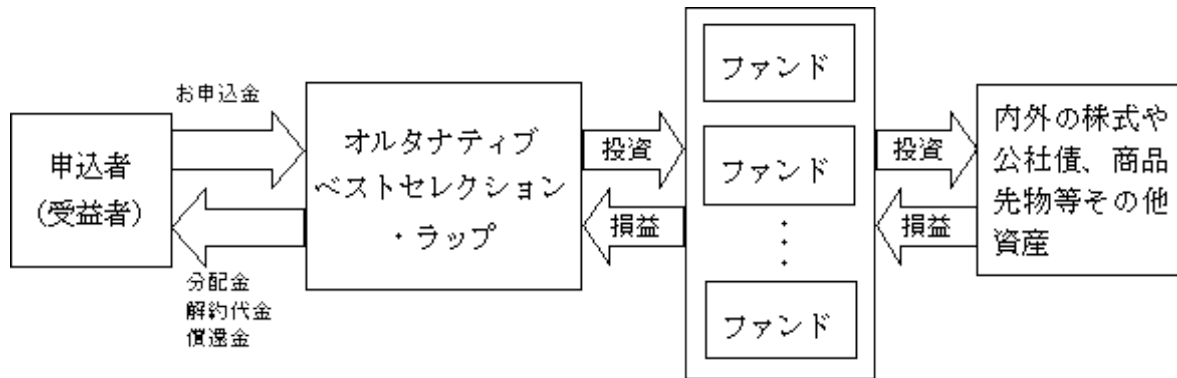 お申込金
申込者
(受益者)
分配金
解約代金
償還金
オルタナティブ
ベストセレクション
・ラップ
投資
損益
ファンド
ファンド
・
・
・
ファンド
投資
損益
内外の株式や
公社債、商品
先物等その他
資産